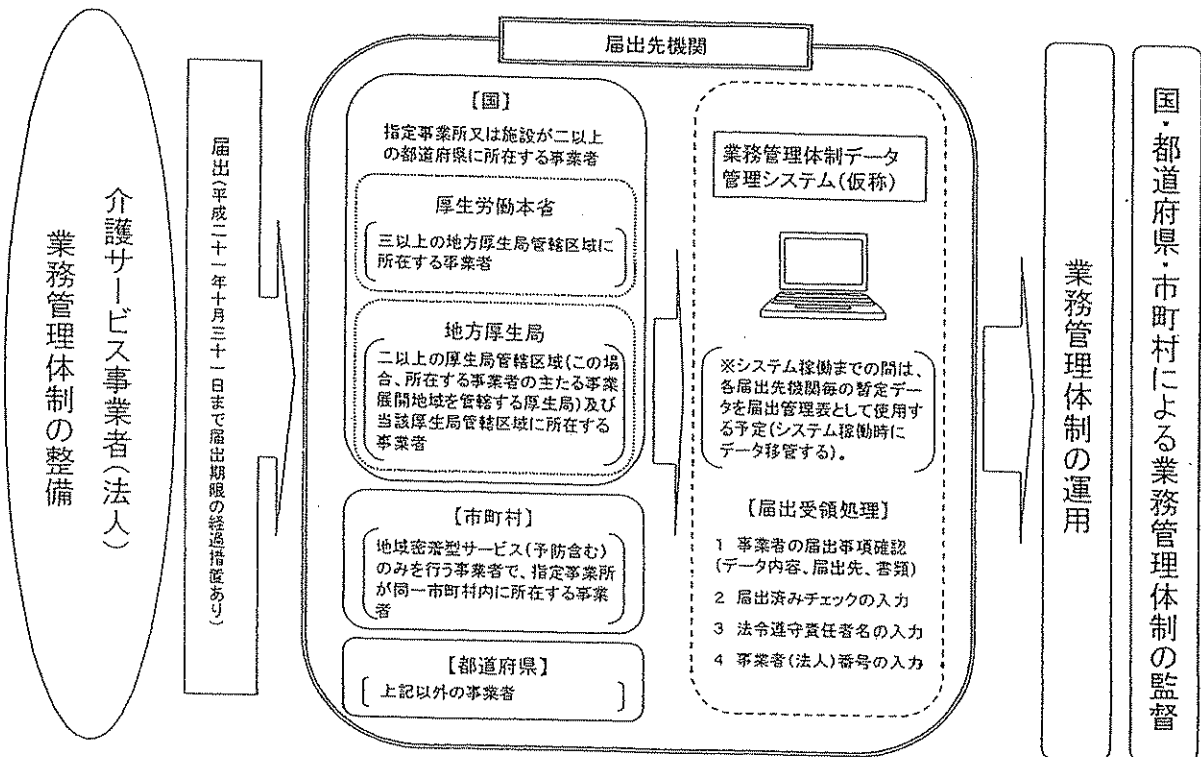 介護サービス事業者(法人)
業務管理体制の整備
届出(平成二十一年十月三十一日まで届出期限の経過措置あり)
届出先機関
【国】
指定事業所又は施設が二以上
の都道府県に所在する事業者
厚生労働本省
三以上の地方厚生局管轄区域に
所在する事業者
地方厚生局
二以上の厚生局管轄区域(この場
合、所在する事業者の主たる事業
展開地域を管轄する厚生局)及び
当該厚生局管轄区域に所在する
事業者
【市町村】
地域密着型サービス(予防含む)
のみを行う事業者で、指定事業所
が同一市町村内に所在する事業
者
【都道府県】
上記以外の事業者
業務管理体制データ
管理システム(仮称)
※システム稼働までの間は、
各届出先機関毎の暫定デー
タを届出管理表として使用す
る予定(システム稼働時に
データ移管する)。
【届出受領処理】
1 事業者の届出事項確認
(データ内容、届出先、書類)
2 届出済みチェックの入力
3 法令遵守責任者名の入力
4 事業者(法人)番号の入力
業務管理体制の運用
国・都道府県・市町村による業務管理体制の監督